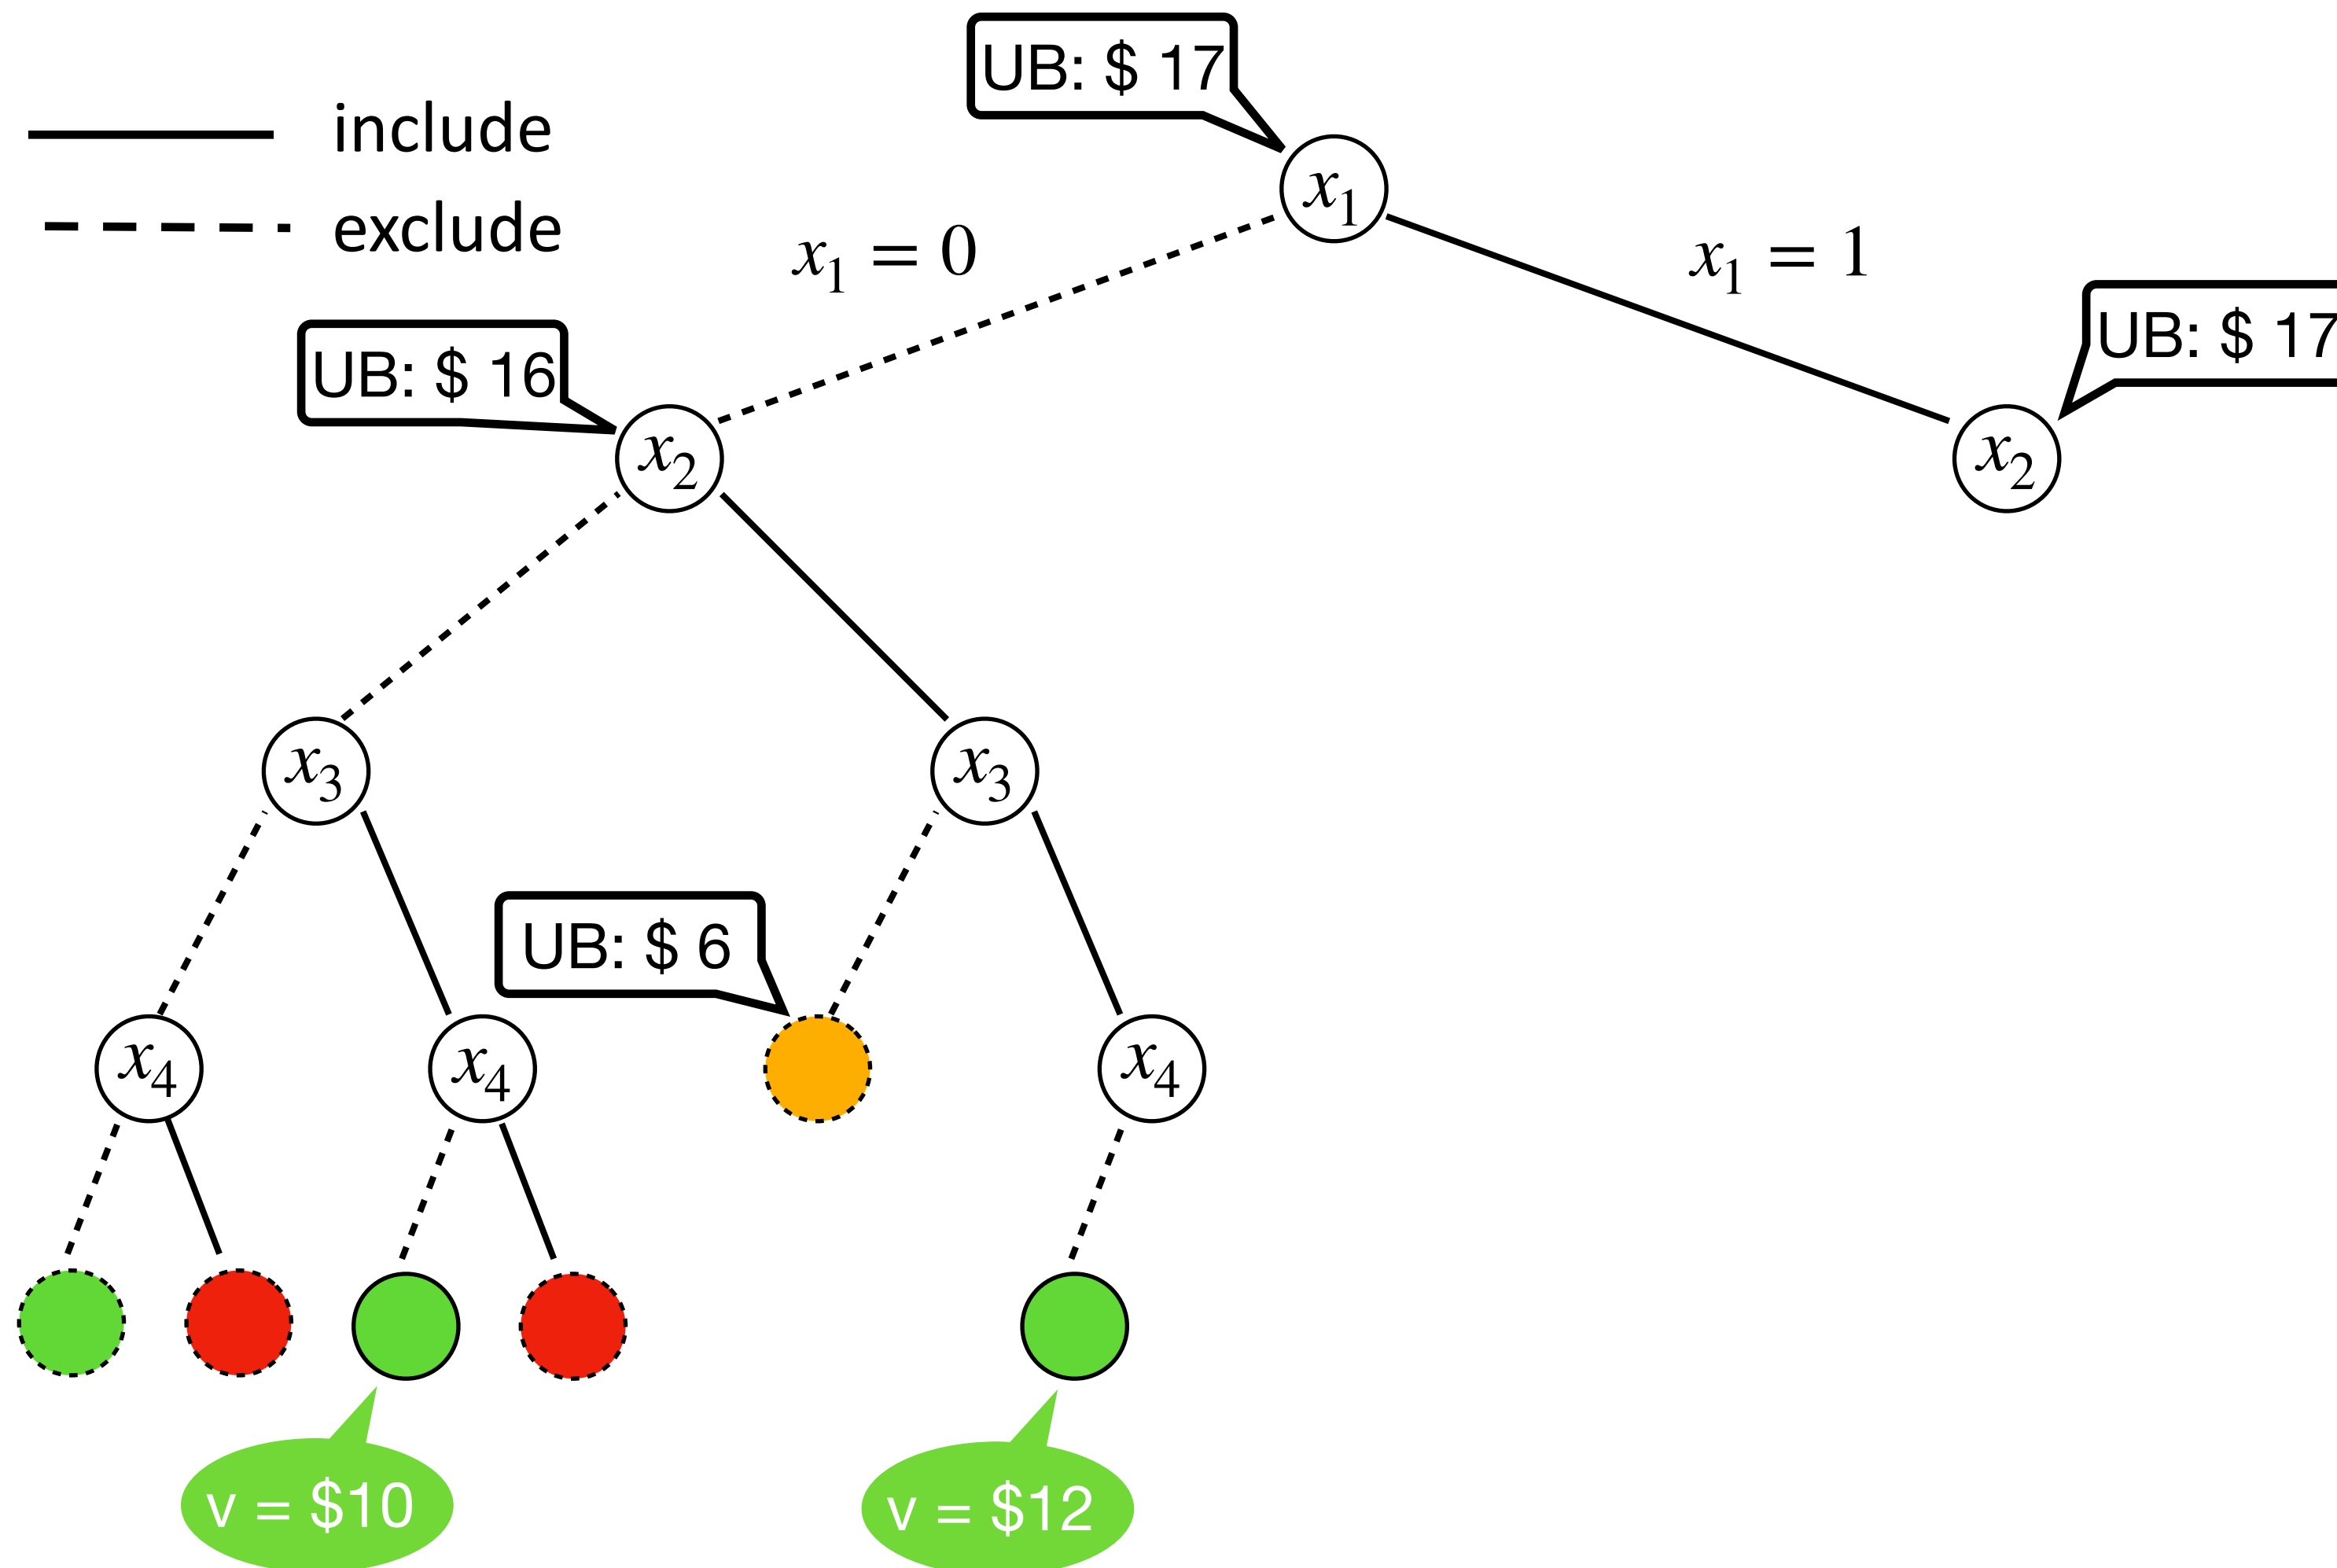 UB: $ 17
include
exclude
x1
x1 = 0
x1 = 1
UB: $ 17
UB: $ 16
x2
x2
x3
x3
UB: $ 6
x4
x4
x4
v = $10
v = $12